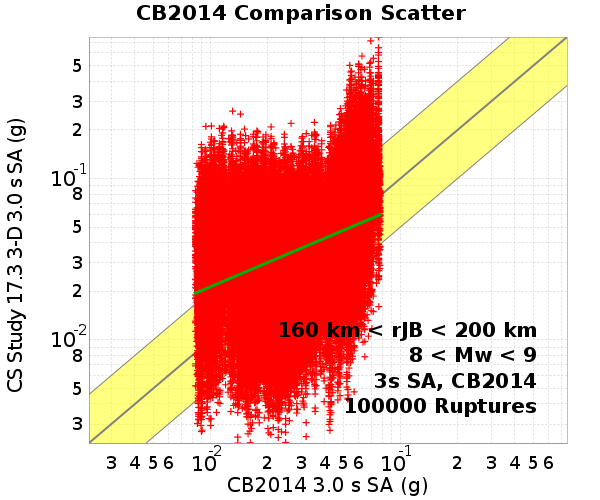 CB2014 Comparison Scatter
CS Study 17.3 3-D 3.0 s SA (g)
5
3
2
10-1
8
5
3
2
10-2
8
5
3
160 km < rJB < 200 km
8 < Mw < 9
3s SA, CB2014
100000 Ruptures
3 4 5 6 10-2 2 3 4 5 6 10-1 2 3 4 5 6
CB2014 3.0 s SA (g)